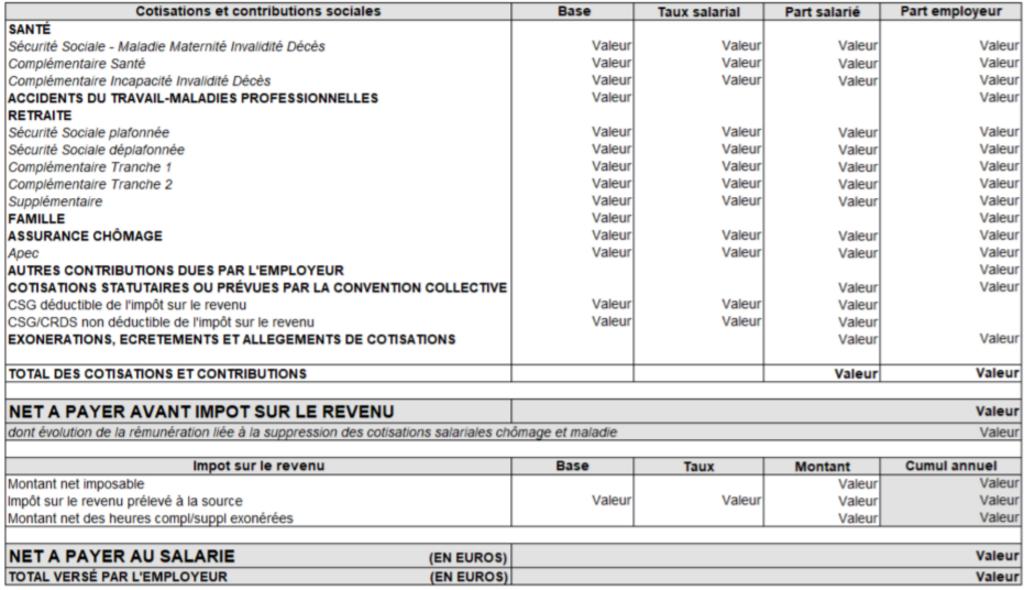 Cotisations et contributions sociales Base Taux salarial Part salarié Part employeur
SANTÉ
Sécurité Sociale - Maladie Maternité Invalidité Décès Valeur Valeur Valeur Valeur
Complémentaire Santé Valeur Valeur Valeur Valeur
Complémentaire Incapacité Invalidité Décès Valeur Valeur Valeur Valeur
ACCIDENTS DU TRAVAIL-MALADIES PROFESSIONNELLES Valeur Valeur
RETRAITE
Sécurité Sociale plafonnée Valeur Valeur Valeur Valeur
Sécurité Sociale déplafonnée Valeur Valeur Valeur Valeur
Complémentaire Tranche 1 Valeur Valeur Valeur Valeur
Complémentaire Tranche 2 Valeur Valeur Valeur Valeur
Supplémentaire Valeur Valeur Valeur Valeur
FAMILLE Valeur Valeur
ASSURANCE CHÔMAGE Valeur Valeur Valeur Valeur
Apec Valeur Valeur Valeur Valeur
AUTRES CONTRIBUTIONS DUES PAR L'EMPLOYEUR Valeur
COTISATIONS STATUTAIRES OU PRÉVUES PAR LA CONVENTION COLLECTIVE Valeur Valeur
CSG déductible de l'impôt sur le revenu Valeur Valeur Valeur
CSG/CRDS non déductible de l'impôt sur le revenu Valeur Valeur Valeur
EXONERATIONS, ECRETEMENTS ET ALLEGEMENTS DE COTISATIONS Valeur Valeur
TOTAL DES COTISATIONS ET CONTRIBUTIONS Valeur Valeur
NET A PAYER AVANT IMPOT SUR LE REVENU Valeur
dont évolution de la rémunération liée à la suppression des cotisations salariales chômage et maladie Valeur
Impot sur le revenu Base Taux Montant Cumul annuel
Montant net imposable Valeur Valeur
Impôt sur le revenu prélevé à la source Valeur Valeur Valeur Valeur
Montant net des heures compl/suppl exonérées Valeur Valeur
NET A PAYER AU SALARIE (EN EUROS) Valeur
TOTAL VERSÉ PAR L'EMPLOYEUR (EN EUROS) Valeur